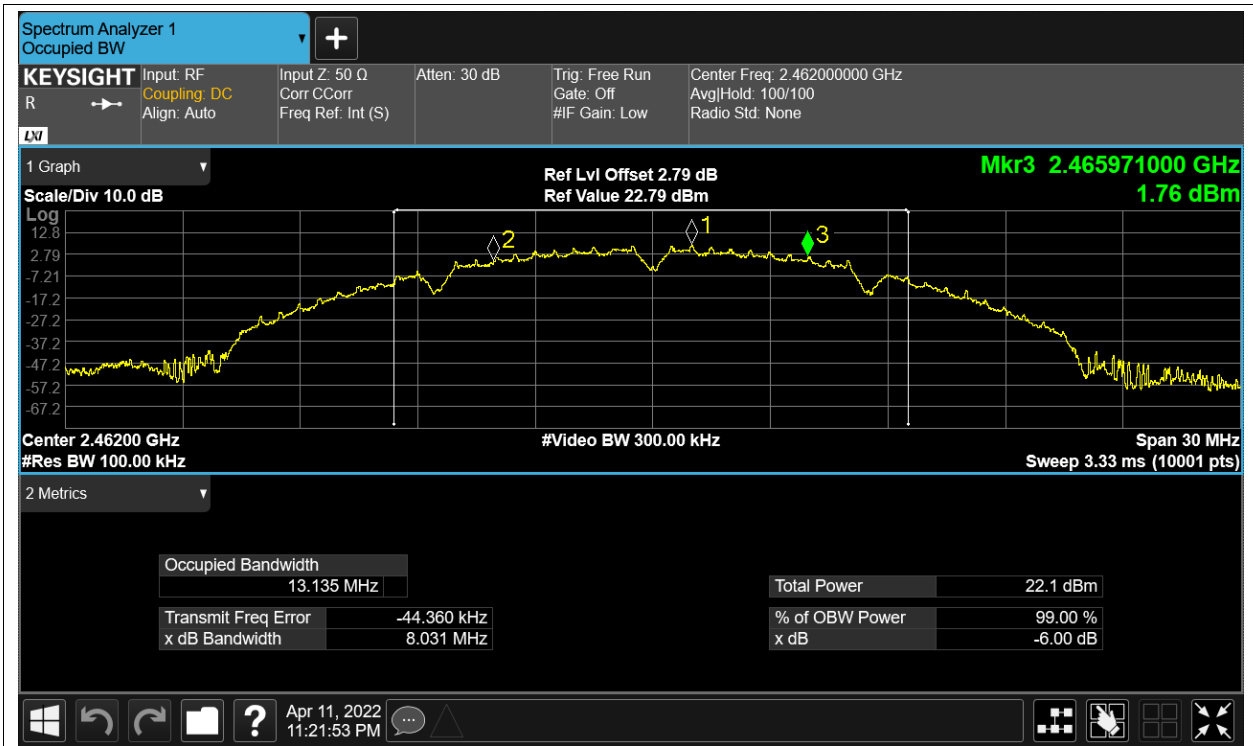 Spectrum Analyzer 1
Occupied BW
+
KEYSIGHT
R
LXI
Input: RF
Coupling: DC
Align: Auto
Input Z: 50 Ω
Corr CCorr
Freq Ref: Int (S)
Atten: 30 dB
Trig: Free Run
Gate: Off
#IF Gain: Low
Center Freq: 2.462000000 GHz
Avg|Hold: 100/100
Radio Std: None
1 Graph
Scale/Div 10.0 dB
Ref Lvl Offset 2.79 dB
Ref Value 22.79 dBm
Mkr3 2.465971000 GHz
1.76 dBm
Log
12.8
2.79
-7.21
-17.2
-27.2
-37.2
-47.2
-57.2
-67.2
2
1
3
Center 2.46200 GHz
#Res BW 100.00 kHz
#Video BW 300.00 kHz
Span 30 MHz
Sweep 3.33 ms (10001 pts)
2 Metrics
Occupied Bandwidth
13.135 MHz
Transmit Freq Error -44.360 kHz
x dB Bandwidth 8.031 MHz
Total Power 22.1 dBm
% of OBW Power 99.00 %
x dB -6.00 dB
?
Apr 11, 2022
11:21:53 PM